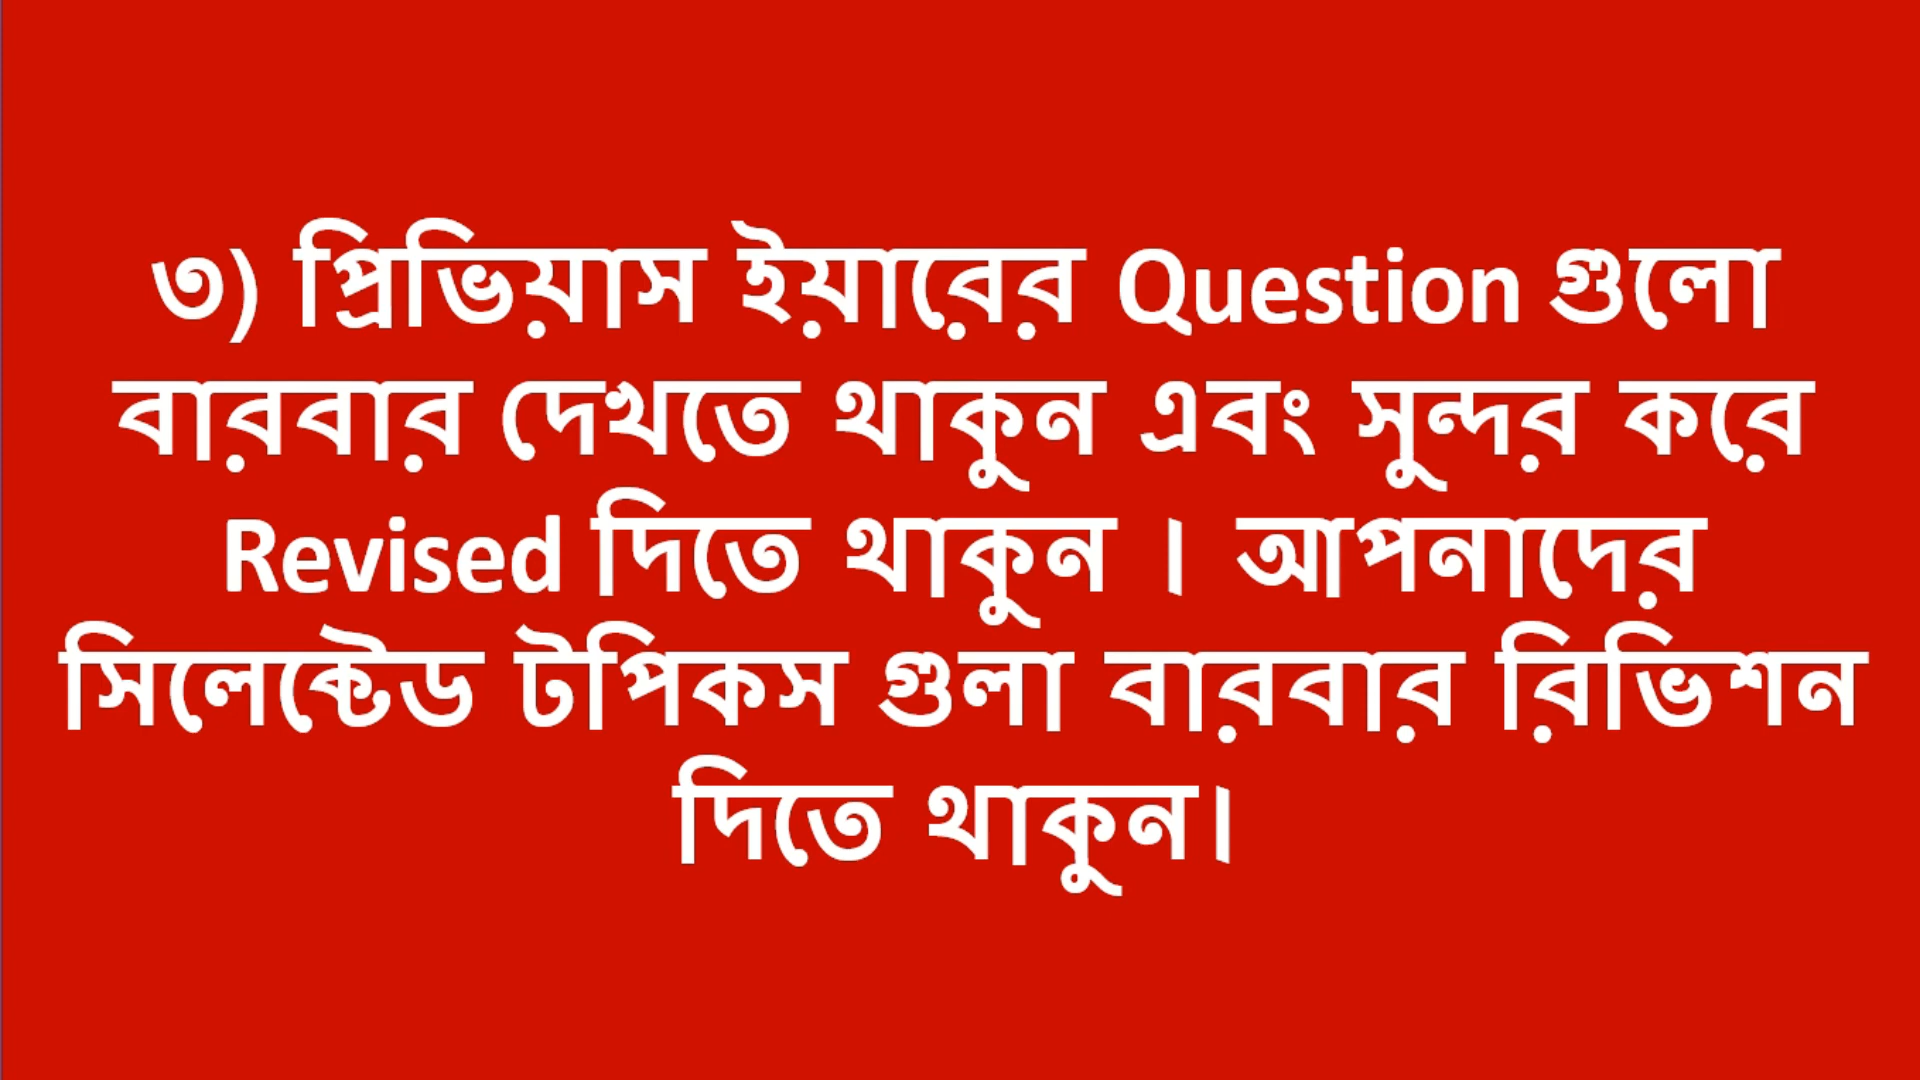 ৩) প্রিভিয়াস ইয়ারের Question গুলো
বারবার দেখতে থাকুন এবং সুন্দর করে
Revised দিতে থাকুন । আপনাদের
সিলেক্টেড টপিকস গুলা বারবার রিভিশন
দিতে থাকুন।